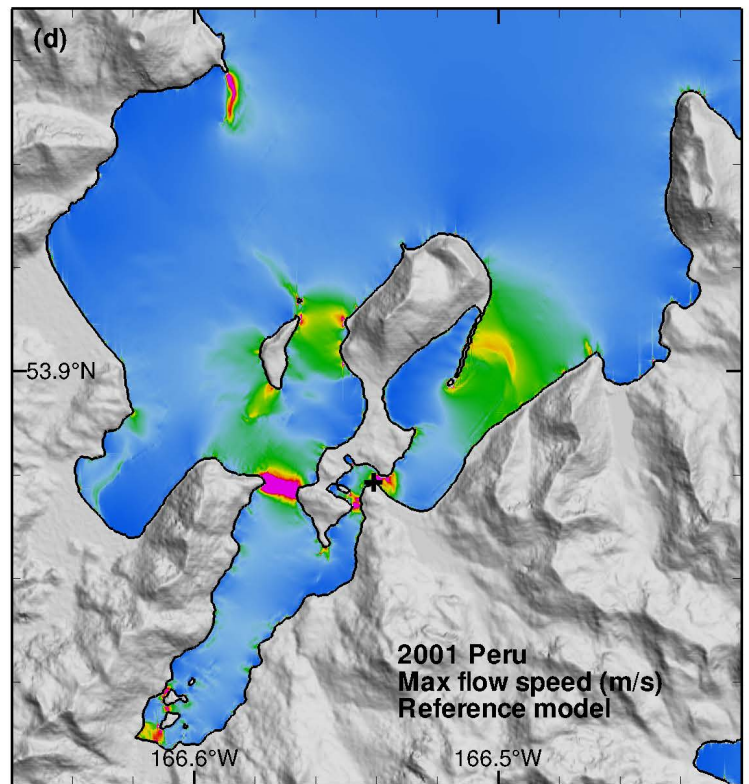 (d)
53.9°N
2001 Peru
Max flow speed (m/s)
Reference model
166.6°W
166.5°W